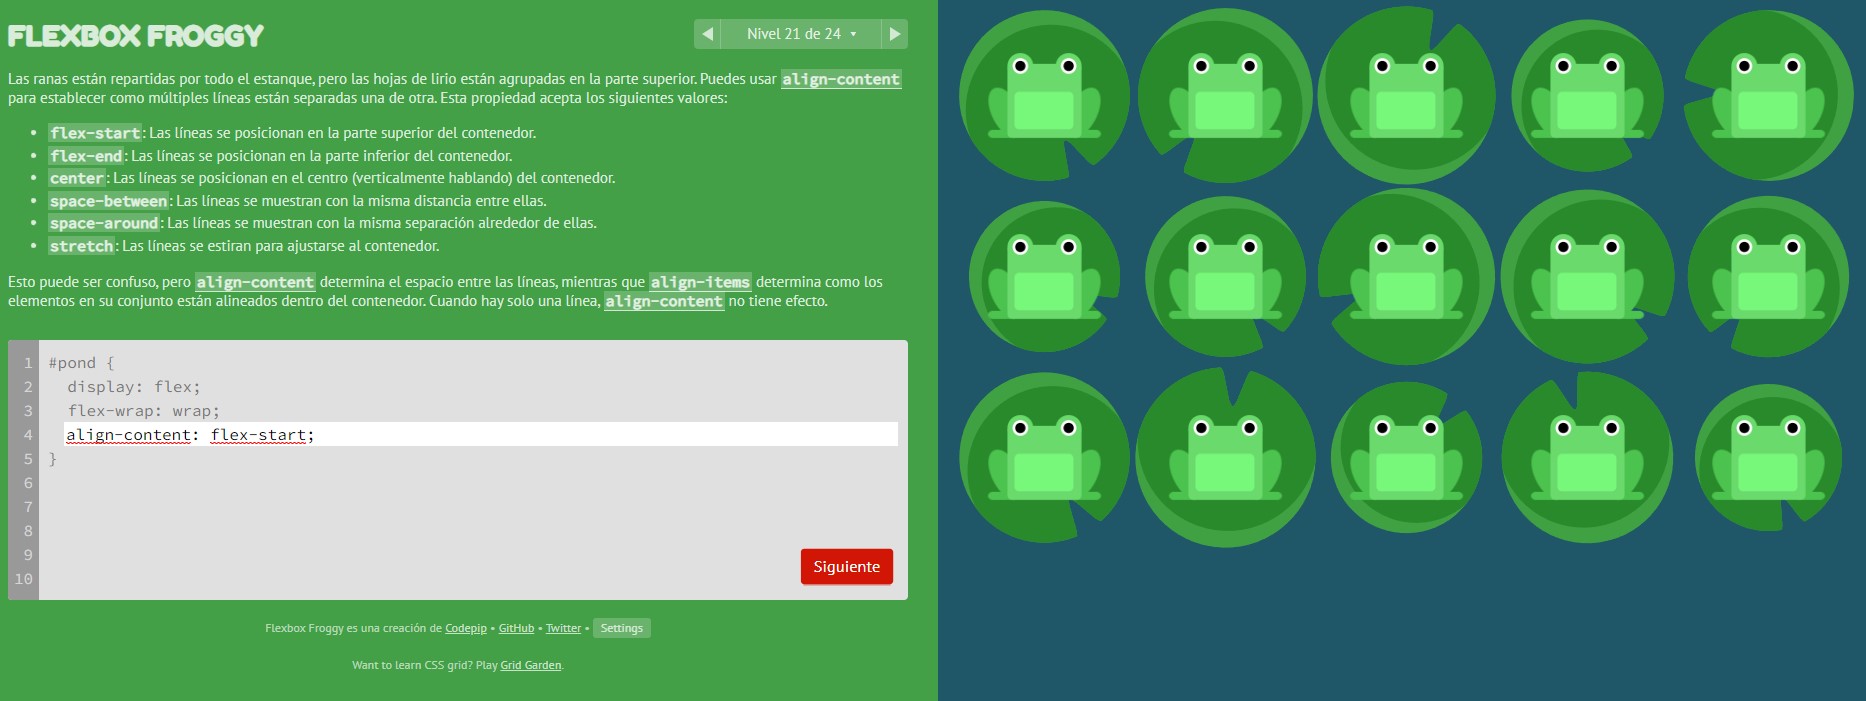 FLEXBOX FROGGY
Nivel 21 de 24
Las ranas están repartidas por todo el estanque, pero las hojas de lirio están agrupadas en la parte superior. Puedes usar align-content
para establecer como múltiples líneas están separadas una de otra. Esta propiedad acepta los siguientes valores:
• flex-start: Las líneas se posicionan en la parte superior del contenedor.
• flex-end: Las líneas se posicionan en la parte inferior del contenedor.
• center: Las líneas se posicionan en el centro (verticalmente hablando) del contenedor.
• space-between: Las líneas se muestran con la misma distancia entre ellas.
• space-around: Las líneas se muestran con la misma separación alrededor de ellas.
• stretch: Las líneas se estiran para ajustarse al contenedor.
Esto puede ser confuso, pero align-content determina el espacio entre las líneas, mientras que align-items determina como los
elementos en su conjunto están alineados dentro del contenedor. Cuando hay solo una línea, align-content no tiene efecto.
1 #pond {
2 display: flex;
3 flex-wrap: wrap;
4 align-content: flex-start;
5 }
6
7
8
9
10
Siguiente
Flexbox Froggy es una creación de Codepip • GitHub • Twitter • Settings
Want to learn CSS grid? Play Grid Garden.